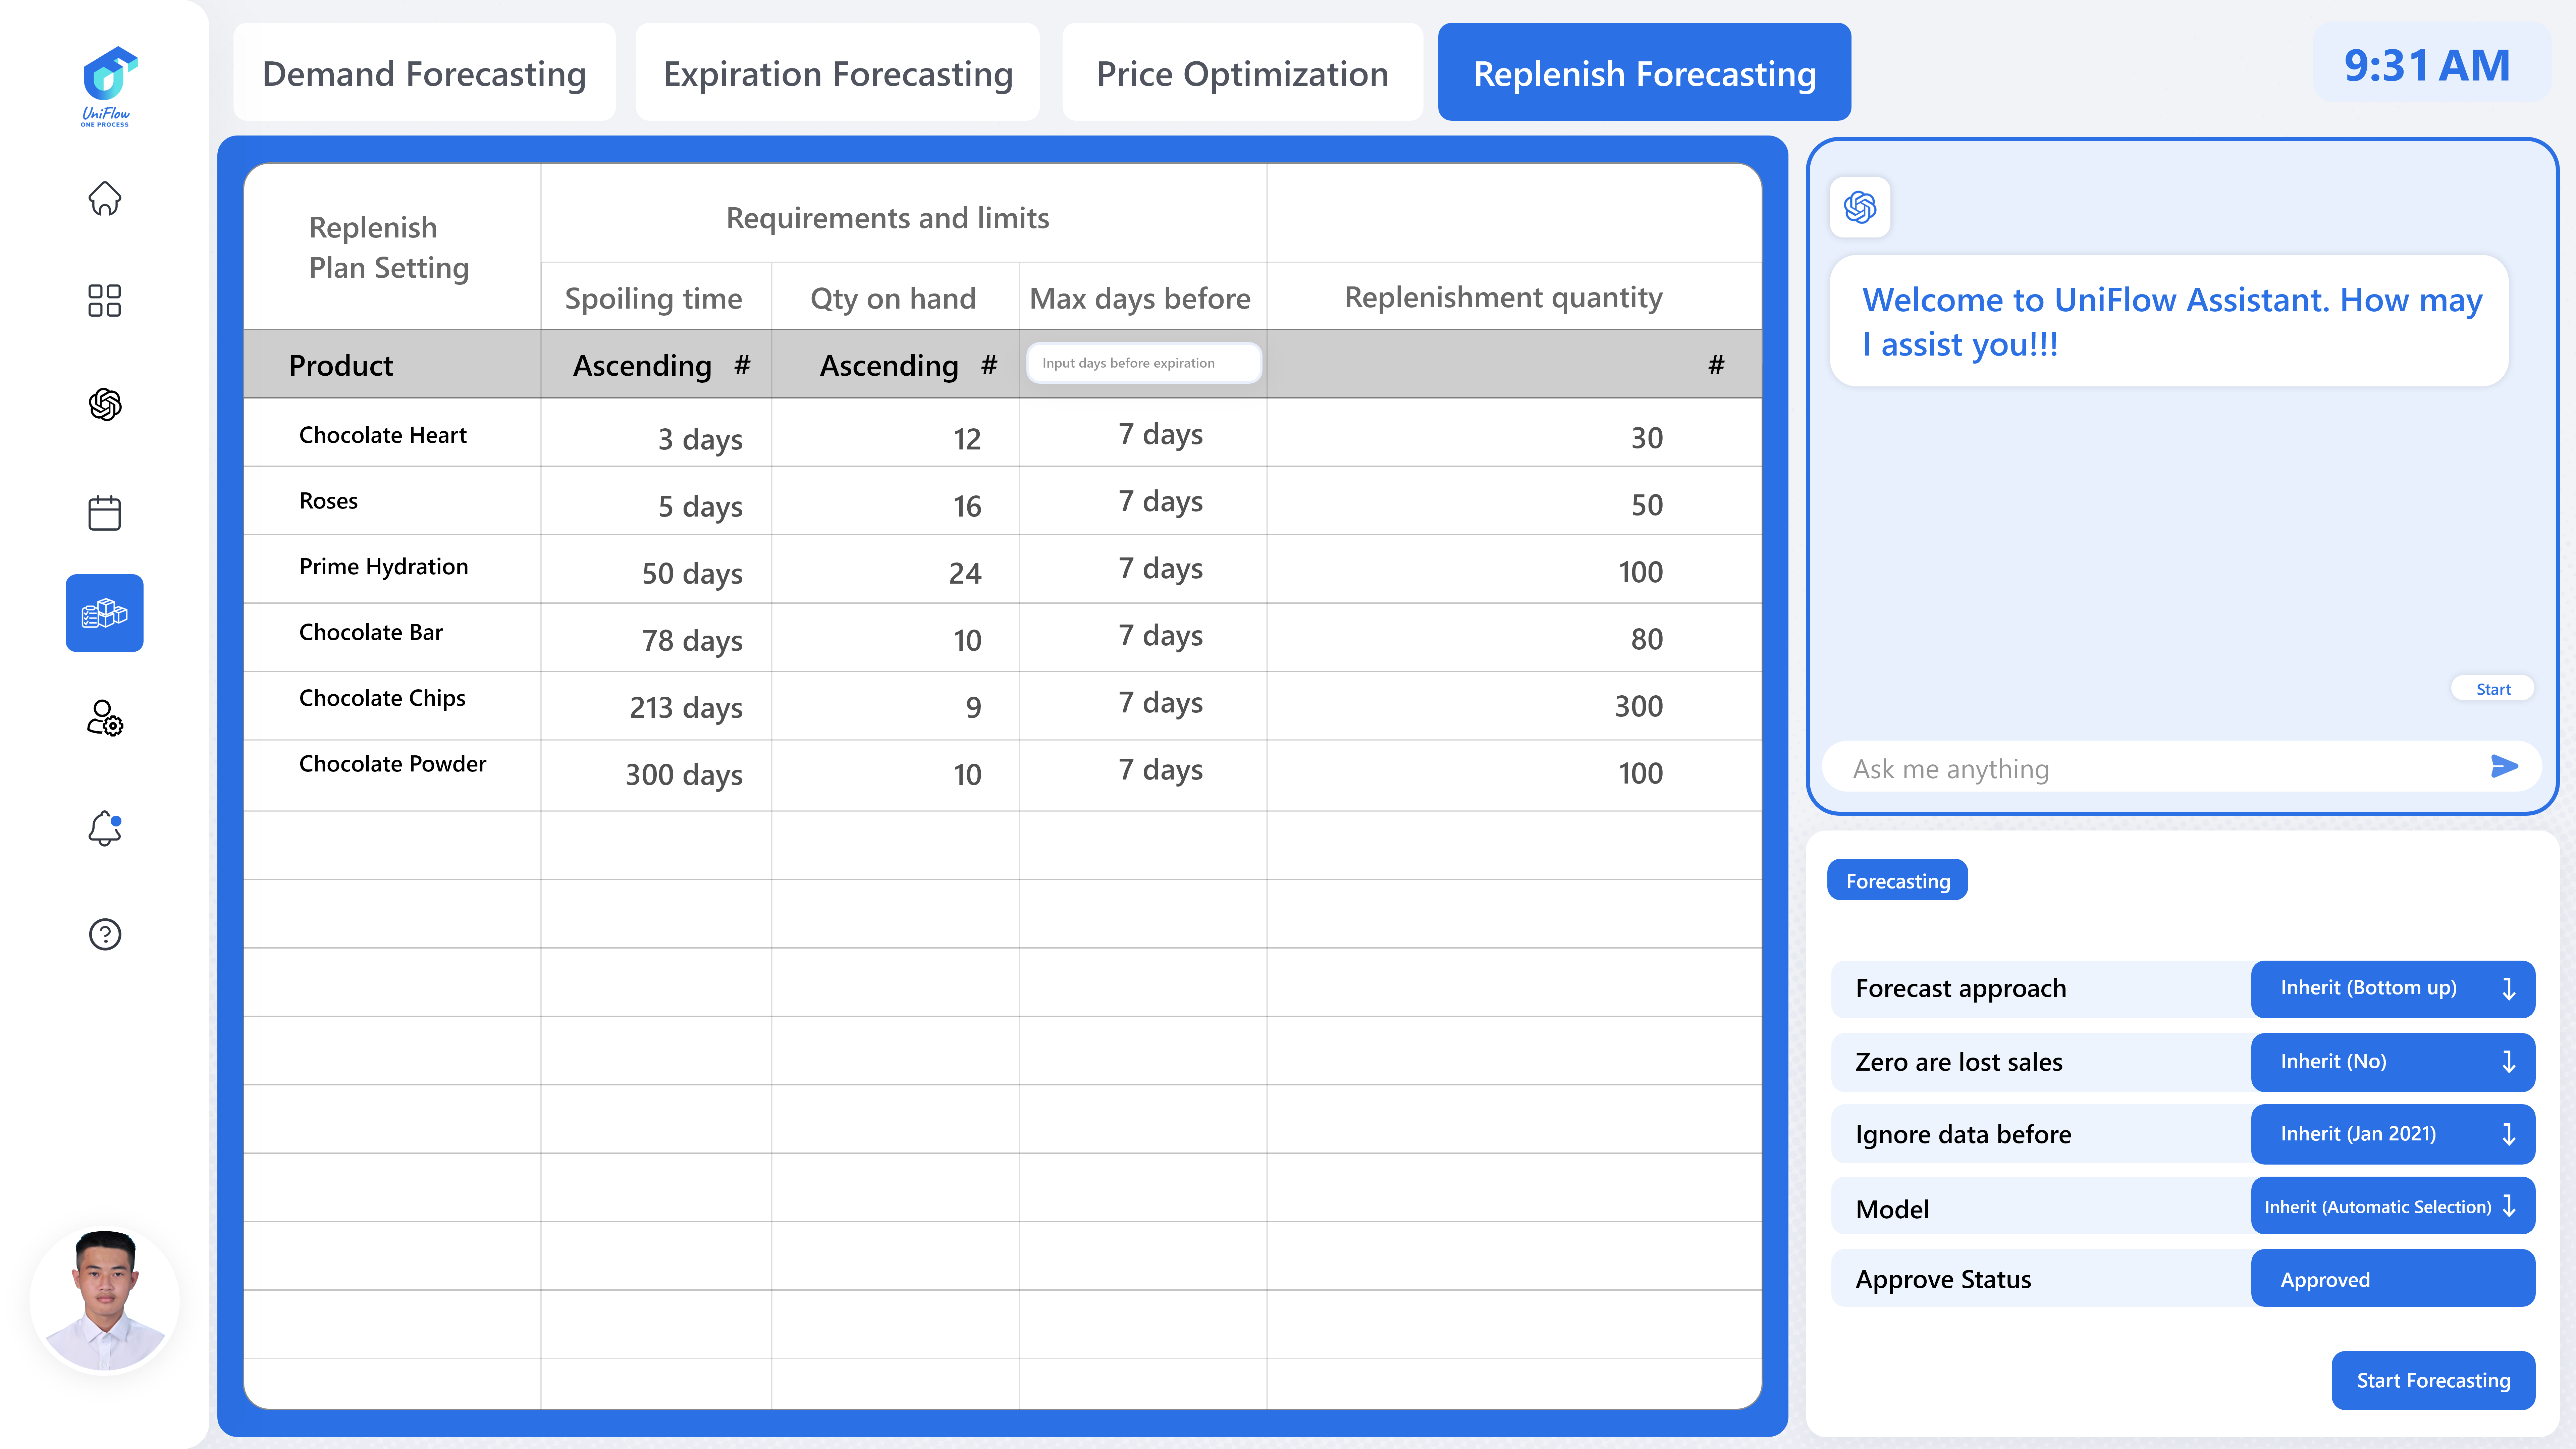 UniFlow
ONE PROCESS
Demand Forecasting
Expiration Forecasting
Price Optimization
Replenish Forecasting
9:31 AM
Replenish
Plan Setting
Requirements and limits
Spoiling time
Qty on hand
Max days before
Replenishment quantity
Product
Ascending #
Ascending #
Input days before expiration
#
Chocolate Heart
3 days
12
7 days
30
Roses
5 days
16
7 days
50
Prime Hydration
50 days
24
7 days
100
Chocolate Bar
78 days
10
7 days
80
Chocolate Chips
213 days
9
7 days
300
Chocolate Powder
300 days
10
7 days
100
Welcome to UniFlow Assistant. How may
I assist you!!!
Start
Ask me anything
Forecasting
Forecast approach
Inherit (Bottom up)
Zero are lost sales
Inherit (No)
Ignore data before
Inherit (Jan 2021)
Model
Inherit (Automatic Selection)
Approve Status
Approved
Start Forecasting